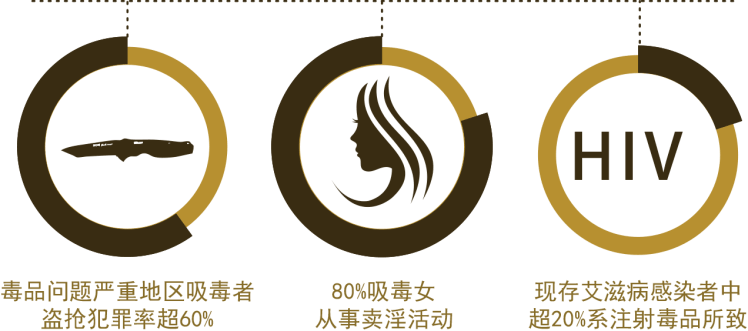 HIV
毒品问题严重地区吸毒者
盗抢犯罪率超60%
80%吸毒女
从事卖淫活动
现存艾滋病感染者中
超20%系注射毒品所致